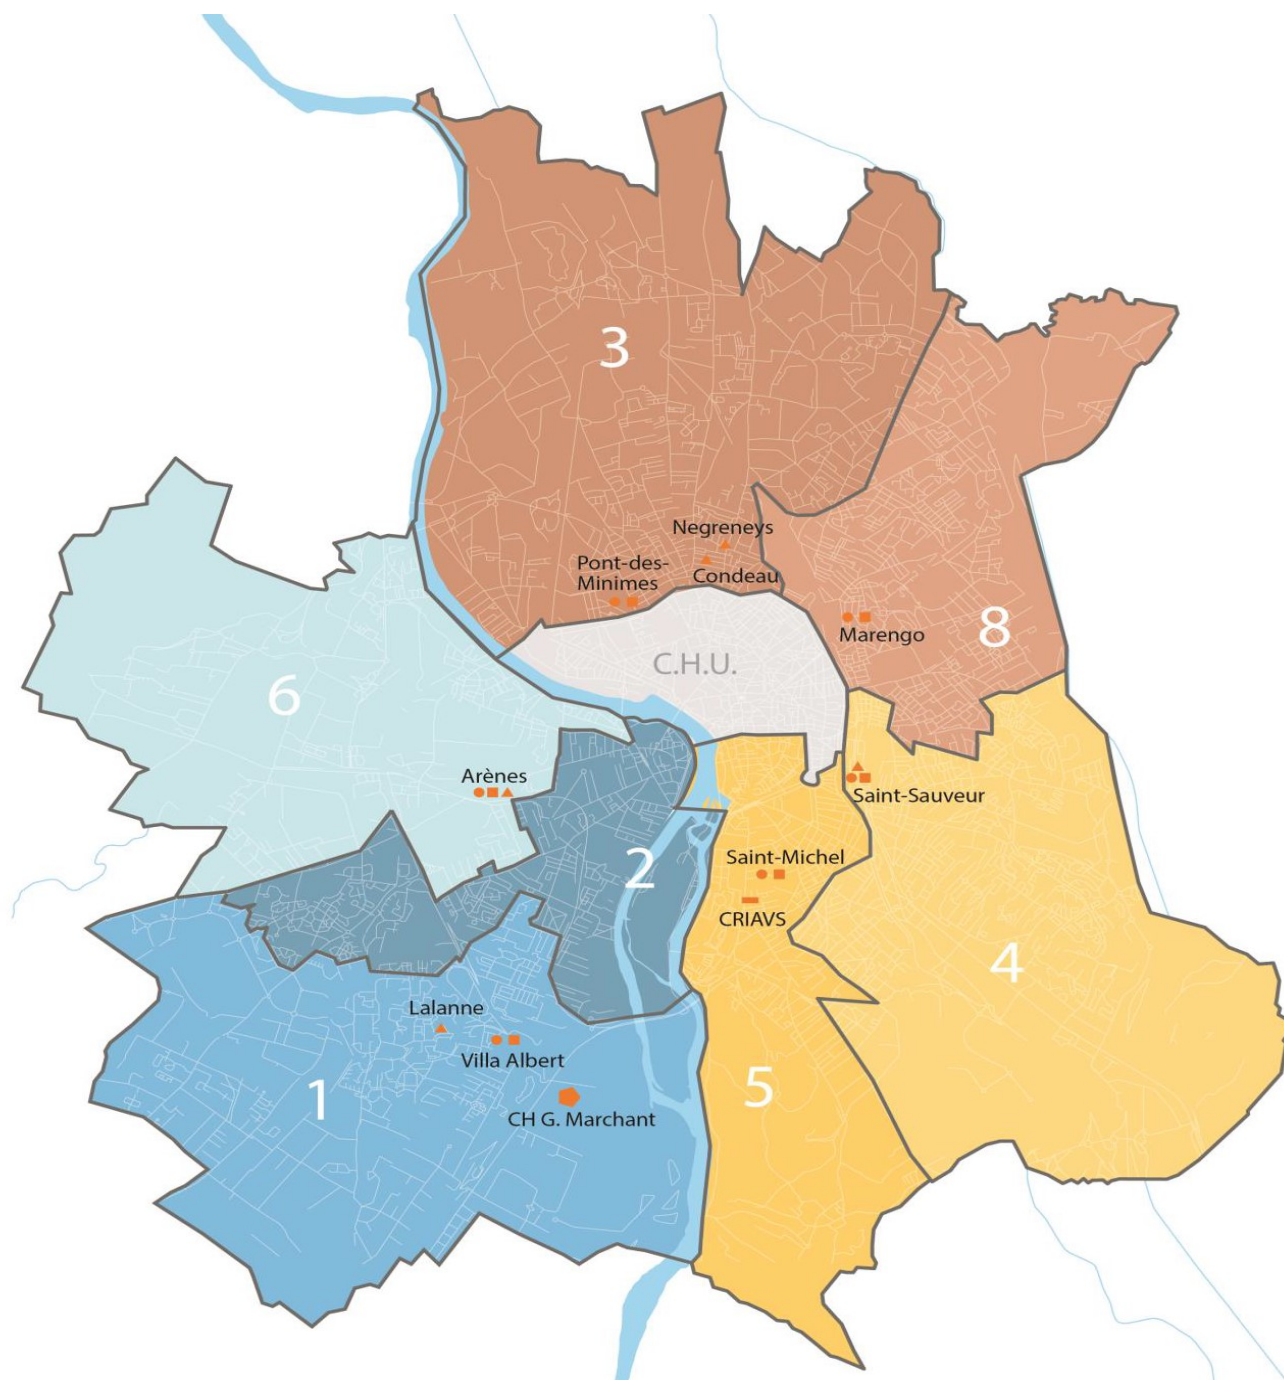 3
Negreneys
Pont-des-
Minimes
Condeau
Marengo
8
C.H.U.
6
Arènes
Saint-Sauveur
2
Saint-Michel
CRIAVS
4
Lalanne
Villa Albert
1
5
CH G. Marchant